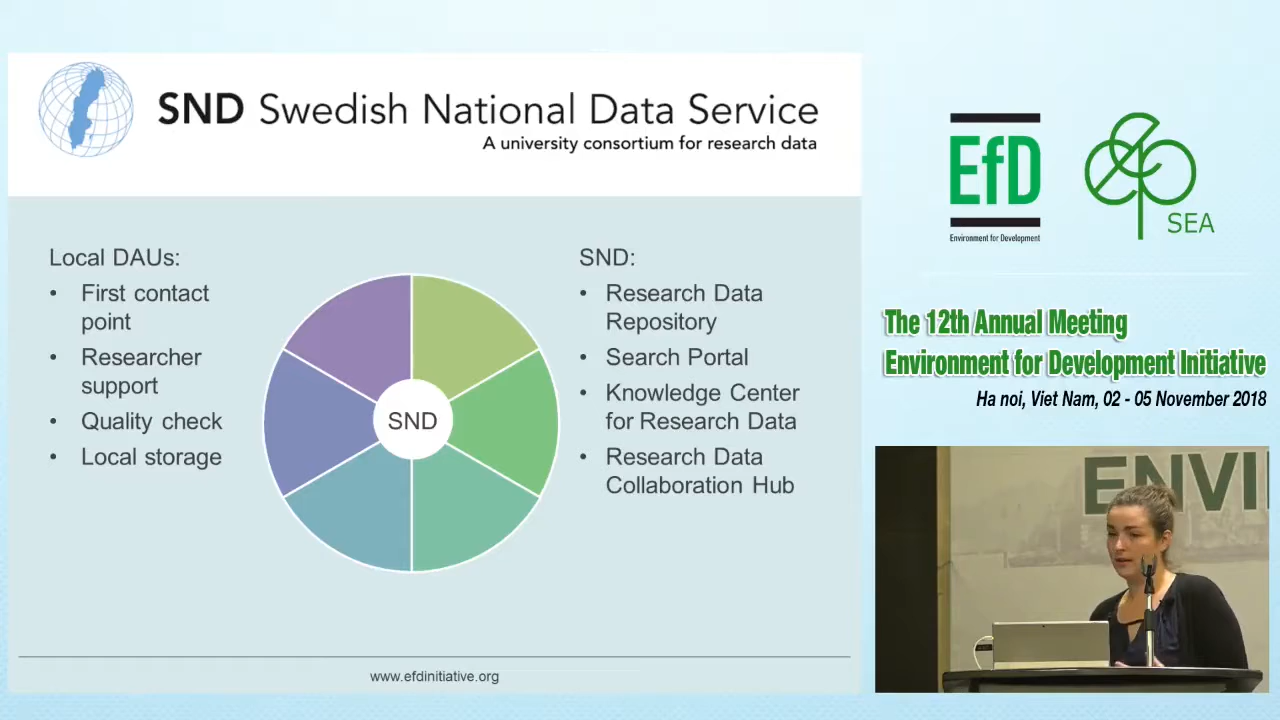 SND Swedish National Data Service
A university consortium for research data
Local DAUs:
• First contact
point
• Researcher
support
• Quality check
• Local storage
SND
SND:
• Research Data
Repository
• Search Portal
• Knowledge Center
for Research Data
• Research Data
Collaboration Hub
www.efdinitiative.org
EfD
Environment for Development
SEA
The 12th Annual Meeting
Environment for Development Initiative
Ha noi, Viet Nam, 02 - 05 November 2018
ENVI